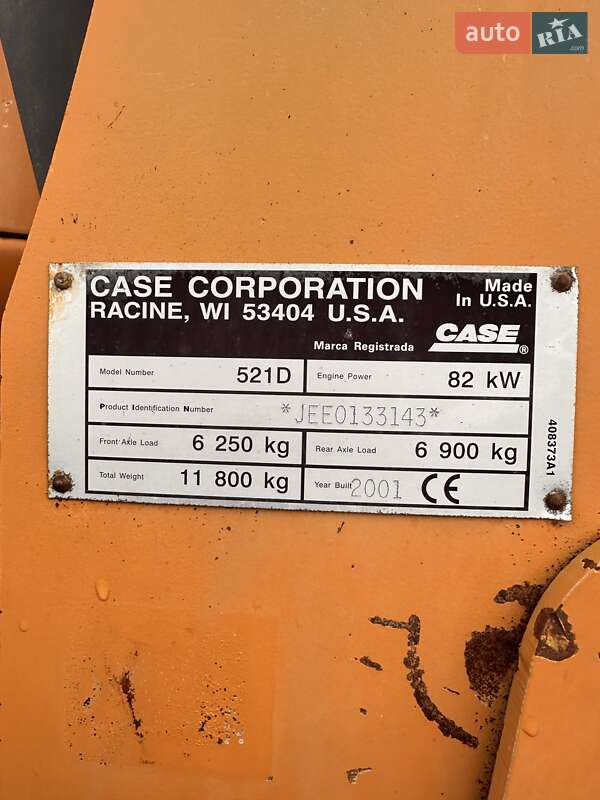 auto RIA .com
CASE CORPORATION
RACINE, WI 53404 U.S.A.
Made
In U.S.A.
CASE ®
Marca Registrada
Model Number 521D Engine Power 82 kW
Product Identification Number *JEE0133143*
Front Axle Load 6 250 kg Rear Axle Load 6 900 kg
Total Weight 11 800 kg Year Built 2001 CE
408373A1